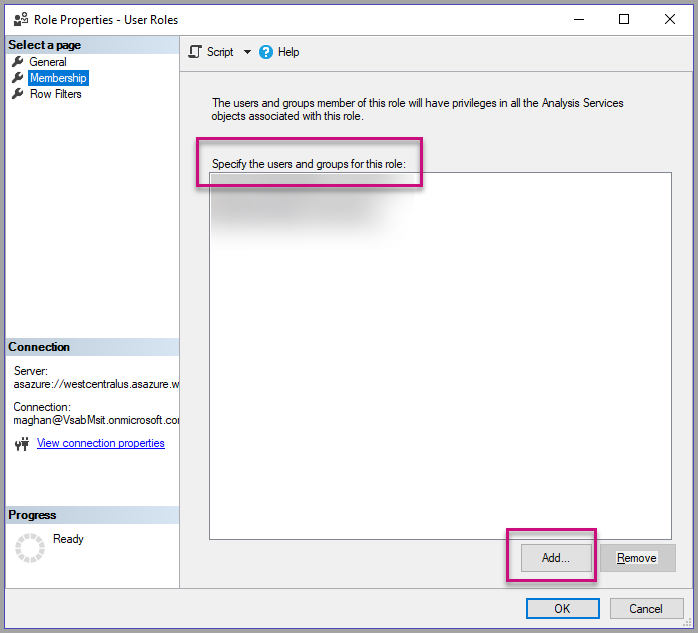 Role Properties - User Roles
Select a page
General
Membership
Row Filters
Script
Help
The users and groups member of this role will have privileges in all the Analysis Services
objects associated with this role.
Specify the users and groups for this role:
Connection
Server:
asazure://westcentralus.asazure.w
Connection:
maghan@VsabMsit.onmicrosoft.co
View connection properties
Progress
Ready
Add...
Remove
OK
Cancel